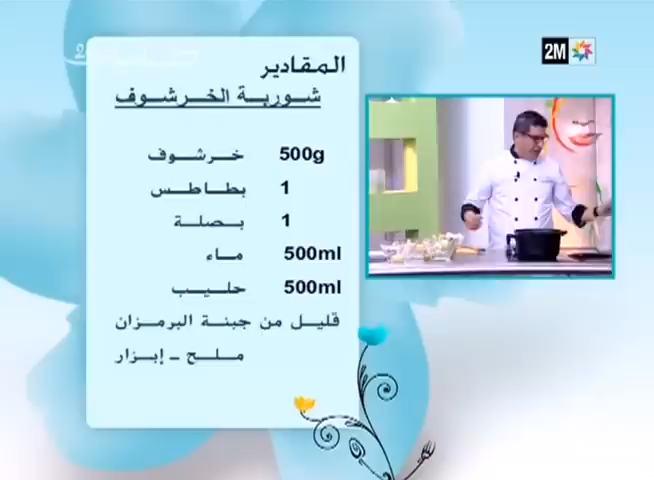 2M
المقادير
شوربة الخرشوف
500g خرشوف
1 بطاطس
1 بصلة
500ml ماء
500ml حليب
قليل من جبنة البرمزان
ملح - إبزار